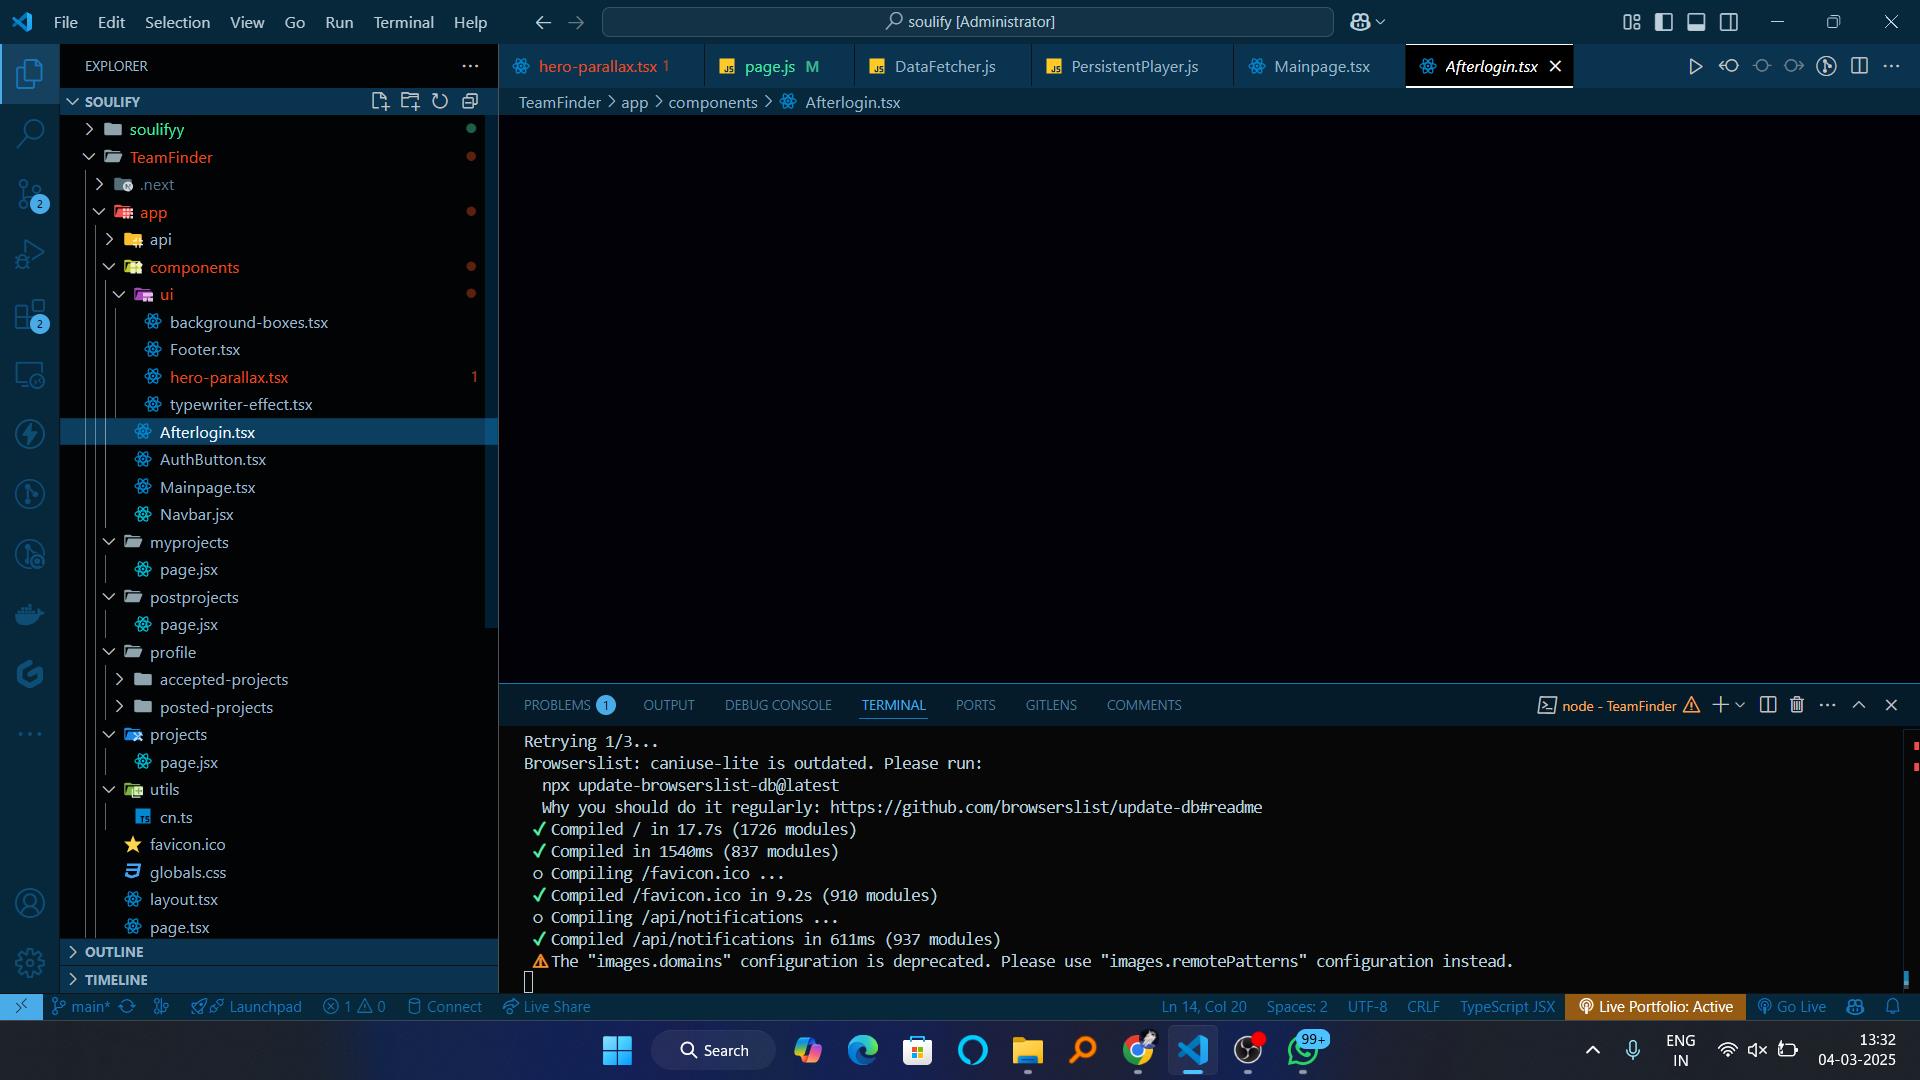 File Edit Selection View Go Run Terminal Help
soulify [Administrator]
EXPLORER
hero-parallax.tsx 1
page.js M
DataFetcher.js
PersistentPlayer.js
Mainpage.tsx
Afterlogin.tsx
SOULIFY
TeamFinder > app > components > Afterlogin.tsx
soulifyy
TeamFinder
.next
app
api
components
ui
background-boxes.tsx
Footer.tsx
hero-parallax.tsx 1
typewriter-effect.tsx
Afterlogin.tsx
AuthButton.tsx
Mainpage.tsx
Navbar.jsx
myprojects
page.jsx
postprojects
page.jsx
profile
accepted-projects
posted-projects
projects
page.jsx
utils
cn.ts
favicon.ico
globals.css
layout.tsx
page.tsx
OUTLINE
TIMELINE
2
2
PROBLEMS 1 OUTPUT DEBUG CONSOLE TERMINAL PORTS GITLENS COMMENTS
node - TeamFinder
Retrying 1/3...
Browserslist: caniuse-lite is outdated. Please run:
npx update-browserslist-db@latest
Why you should do it regularly: https://github.com/browserslist/update-db#readme
✓ Compiled / in 17.7s (1726 modules)
✓ Compiled in 1540ms (837 modules)
○ Compiling /favicon.ico ...
✓ Compiled /favicon.ico in 9.2s (910 modules)
○ Compiling /api/notifications ...
✓ Compiled /api/notifications in 611ms (937 modules)
⚠ The "images.domains" configuration is deprecated. Please use "images.remotePatterns" configuration instead.
main* Launchpad 1 0 Connect Live Share
Ln 14, Col 20 Spaces: 2 UTF-8 CRLF TypeScript JSX Live Portfolio: Active Go Live
Search
99+
ENG
IN
13:32
04-03-2025